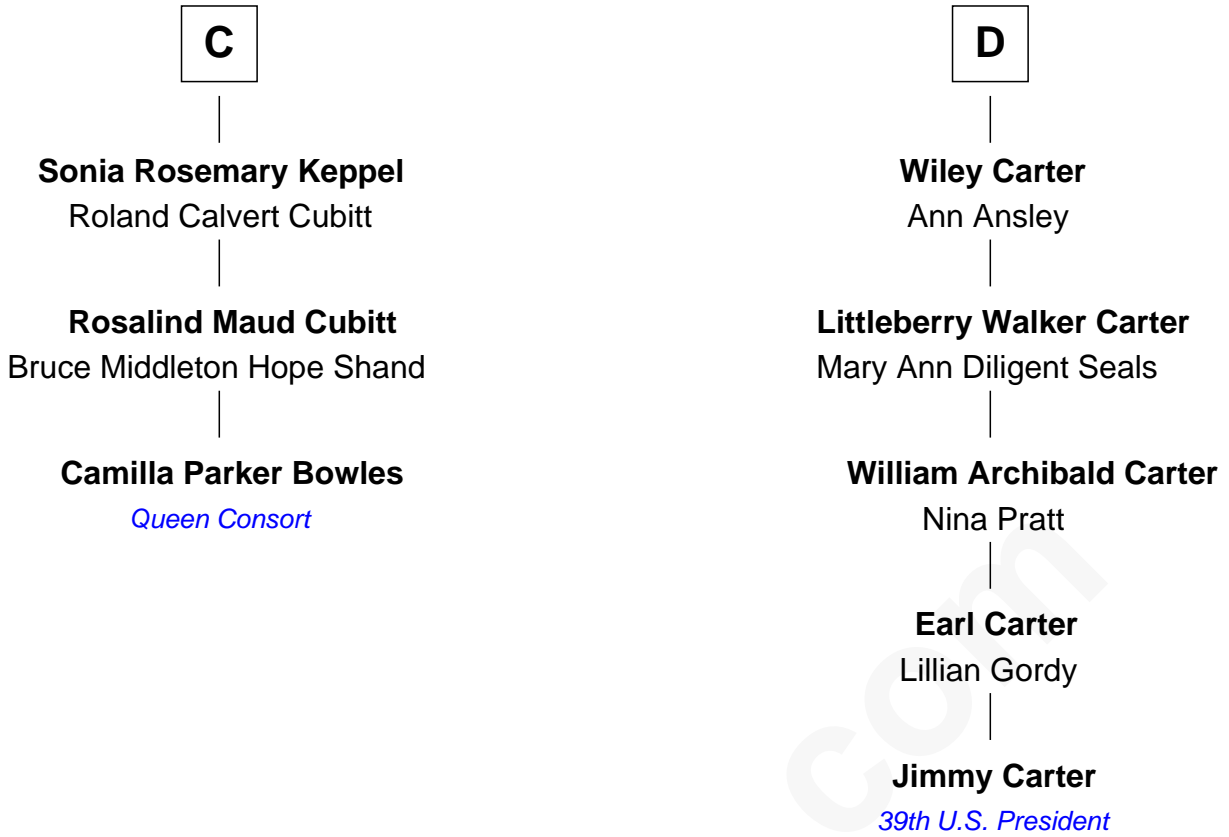 C
Sonia Rosemary Keppel
Roland Calvert Cubitt
Rosalind Maud Cubitt
Bruce Middleton Hope Shand
Camilla Parker Bowles
Queen Consort
D
Wiley Carter
Ann Ansley
Littleberry Walker Carter
Mary Ann Diligent Seals
William Archibald Carter
Nina Pratt
Earl Carter
Lillian Gordy
Jimmy Carter
39th U.S. President
com